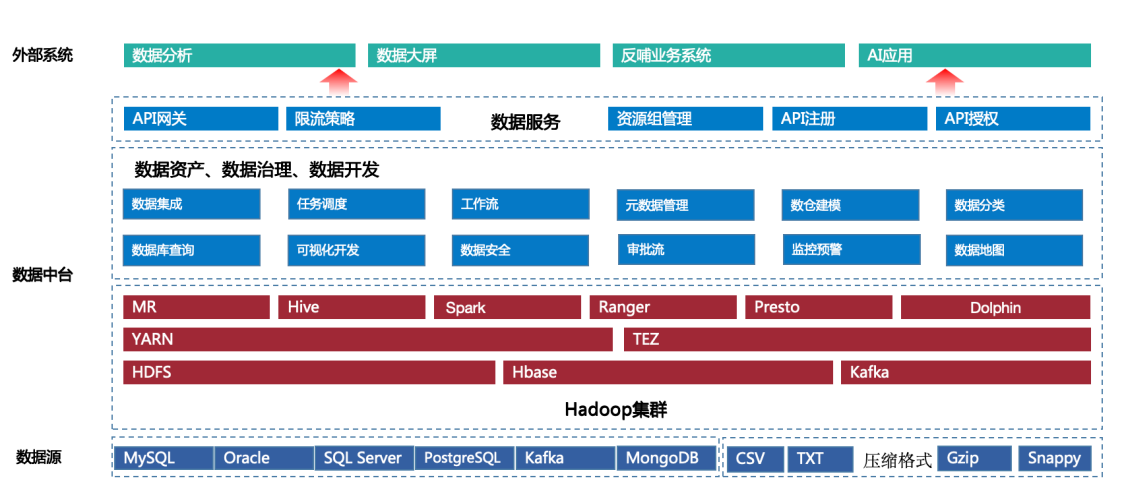 外部系统 数据分析 数据大屏 反哺业务系统 AI应用
API网关 限流策略 数据服务 资源组管理 API注册 API授权
数据资产、数据治理、数据开发
数据集成 任务调度 工作流 元数据管理 数仓建模 数据分类
数据库查询 可视化开发 数据安全 审批流 监控预警 数据地图
数据中台
MR Hive Spark Ranger Presto Dolphin
YARN TEZ
HDFS Hbase Kafka
Hadoop集群
数据源 MySQL Oracle SQL Server PostgreSQL Kafka MongoDB CSV TXT 压缩格式 Gzip Snappy